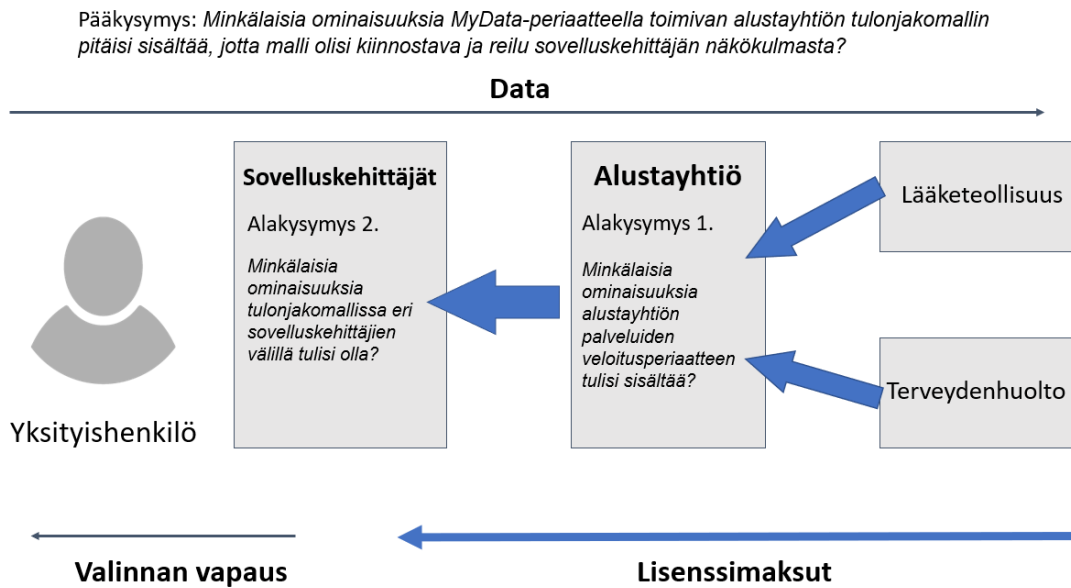 Pääkysymys: Minkälaisia ominaisuuksia MyData-periaatteella toimivan alustayhtiön tulonjakomallin
pitäisi sisältää, jotta malli olisi kiinnostava ja reilu sovelluskehittäjän näkökulmasta?
Data
Sovelluskehittäjät
Alakysymys 2.
Minkälaisia
ominaisuuksia
tulonjakomallissa eri
sovelluskehittäjien
välillä tulisi olla?
Alustayhtiö
Alakysymys 1.
Minkälaisia
ominaisuuksia
alustayhtiön
palveluiden
veloitusperiaatteen
tulisi sisältää?
Lääketeollisuus
Terveydenhuolto
Yksityishenkilö
Valinnan vapaus
Lisenssimaksut